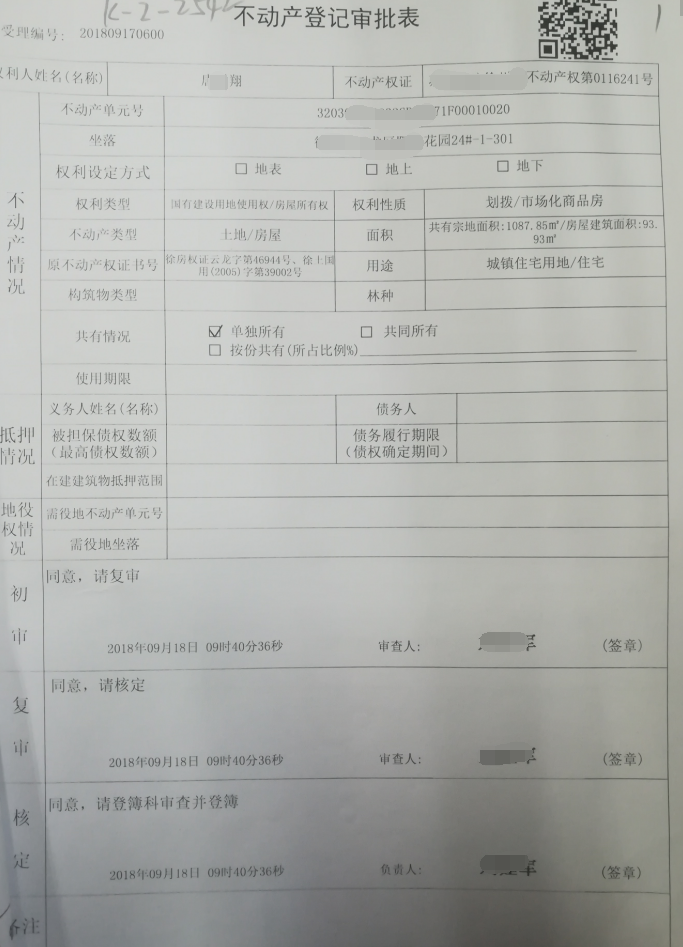 K-2-254
不动产登记审批表
受理编号: 201809170600
权利人姓名(名称) 翔 不动产权证 不动产权第0116241号
不动产单元号 3203 71F00010020
坐落 花园24#-1-301
权利设定方式 地表 地上 地下
不动产情况
权利类型 国有建设用地使用权/房屋所有权 权利性质 划拨/市场化商品房
不动产类型 土地/房屋 面积 共有宗地面积:1087.85㎡/房屋建筑面积:93.
93㎡
原不动产权证书号 徐房权证云龙字第46944号、徐土国
用(2005)字第39002号
用途 城镇住宅用地/住宅
构筑物类型 林种
共有情况 ☑ 单独所有 □ 共同所有
□ 按份共有(所占比例%)
使用期限
抵押情况
义务人姓名(名称) 债务人
被担保债权数额
(最高债权数额)
债务履行期限
(债权确定期间)
在建建筑物抵押范围
地役权情况
需役地不动产单元号
需役地坐落
初审
同意，请复审
2018年09月18日 09时40分36秒 审查人: (签章)
复审
同意，请核定
2018年09月18日 09时40分36秒 审查人: (签章)
核定
同意，请登簿科审查并登簿
2018年09月18日 09时40分36秒 负责人: (签章)
备注